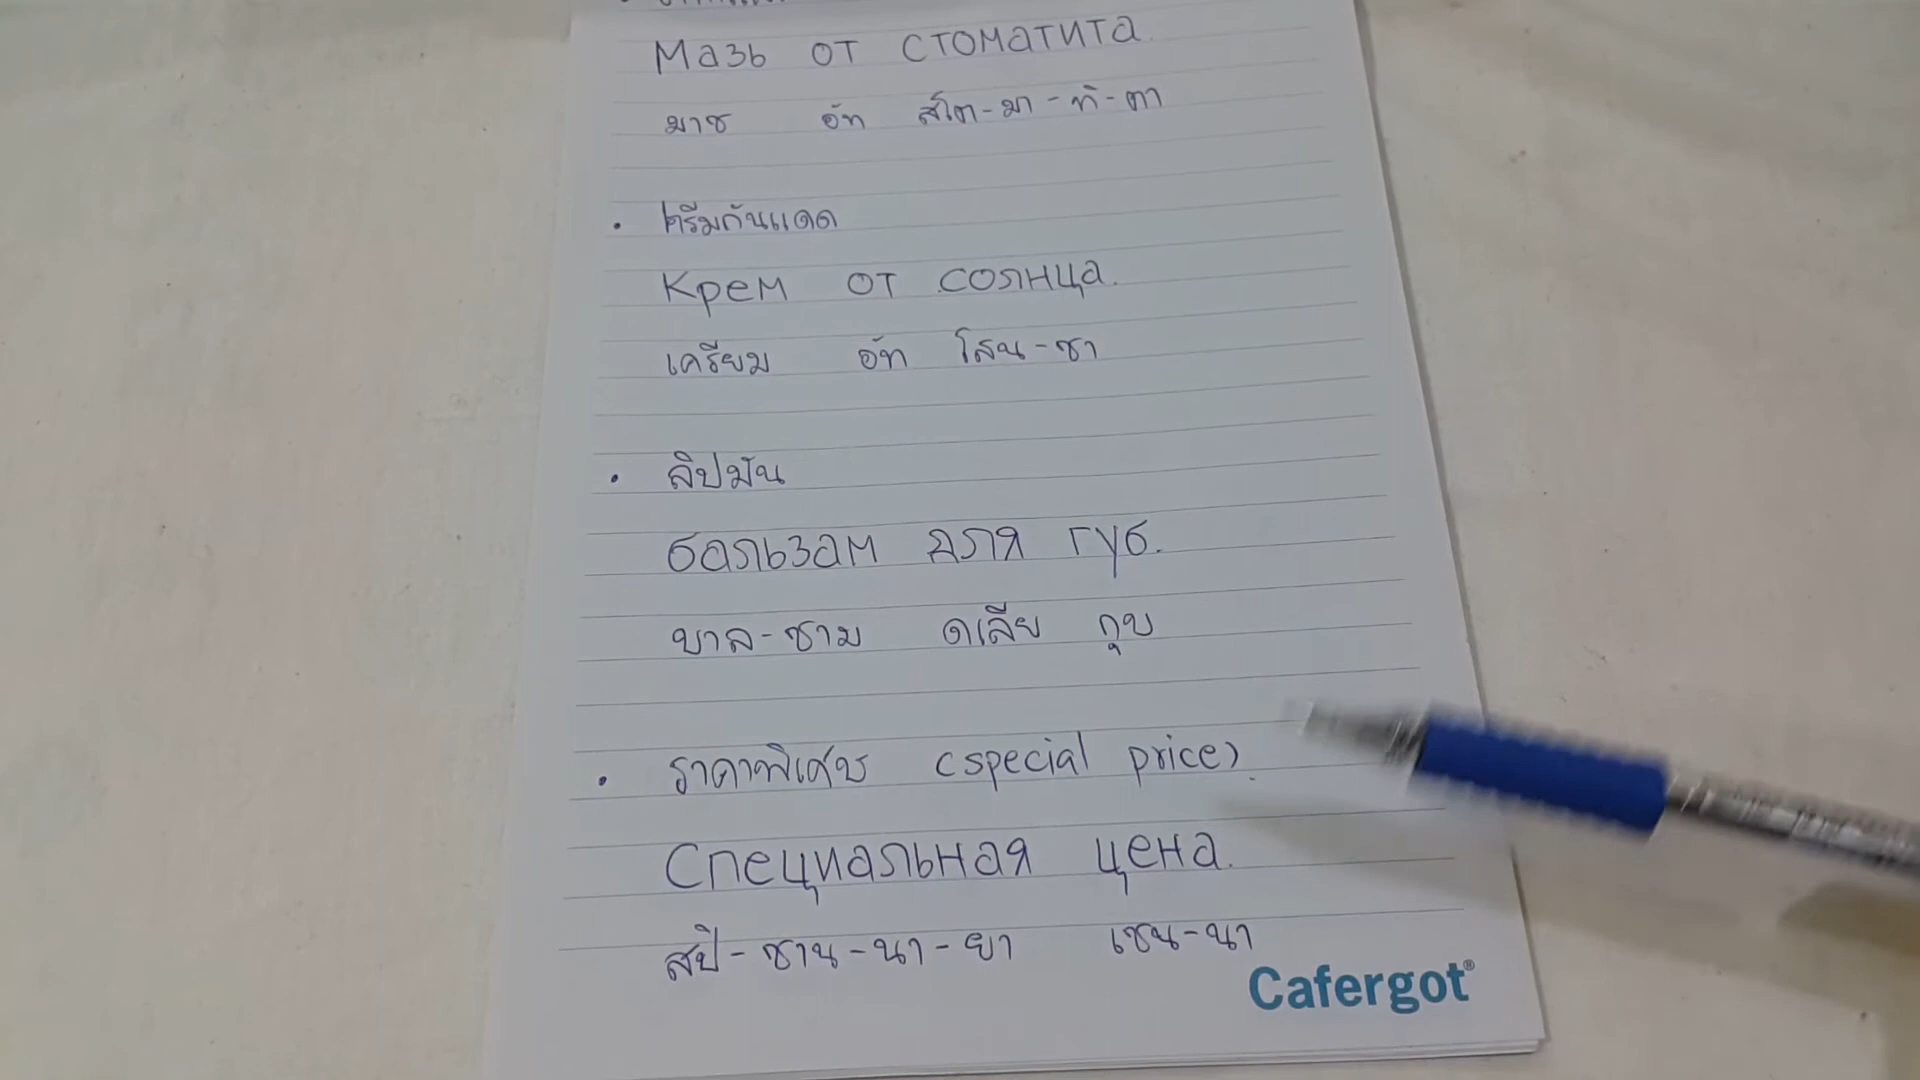 Мазь от стоматита.
มาซ อ๊ท สโต-มา-ทิ-ตา
• ครีมกันแดด
Крем от солнца.
เครียม อ๊ท โสน-ซา
• ลิปมัน
бальзам для губ.
บาล-ซาม ดเลีย กุบ
• ราคาพิเศษ (special price)
Специальная цена.
สปิ-ซาน-นา-ยา เซน-นา
Cafergot®